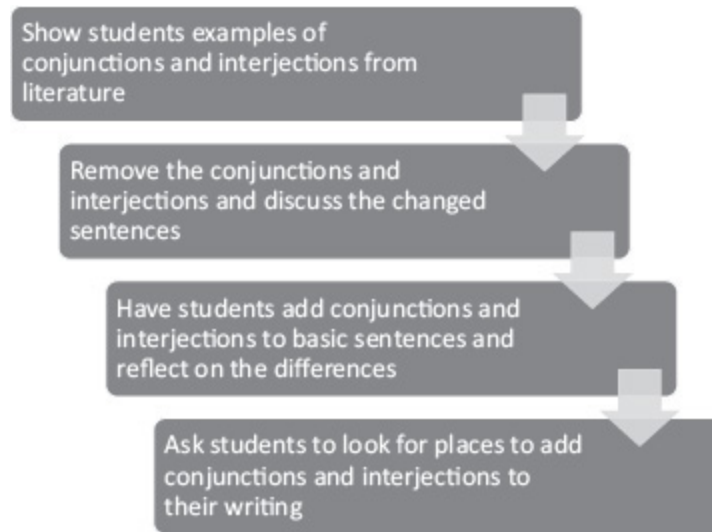 Show students examples of
conjunctions and interjections from
literature
Remove the conjunctions and
interjections and discuss the changed
sentences
Have students add conjunctions and
interjections to basic sentences and
reflect on the differences
Ask students to look for places to add
conjunctions and interjections to
their writing